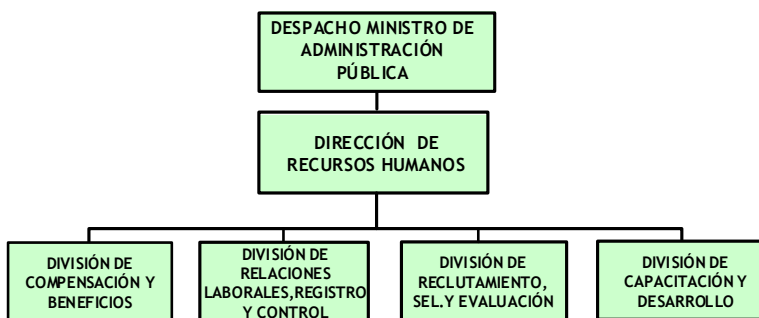 DESPACHO MINISTRO DE
ADMINISTRACIÓN
PÚBLICA
DIRECCIÓN DE
RECURSOS HUMANOS
DIVISIÓN DE
COMPENSACIÓN Y
BENEFICIOS
DIVISIÓN DE
RELACIONES
LABORALES,REGISTRO
Y CONTROL
DIVISIÓN DE
RECLUTAMIENTO,
SEL.Y EVALUACIÓN
DIVISIÓN DE
CAPACITACIÓN Y
DESARROLLO